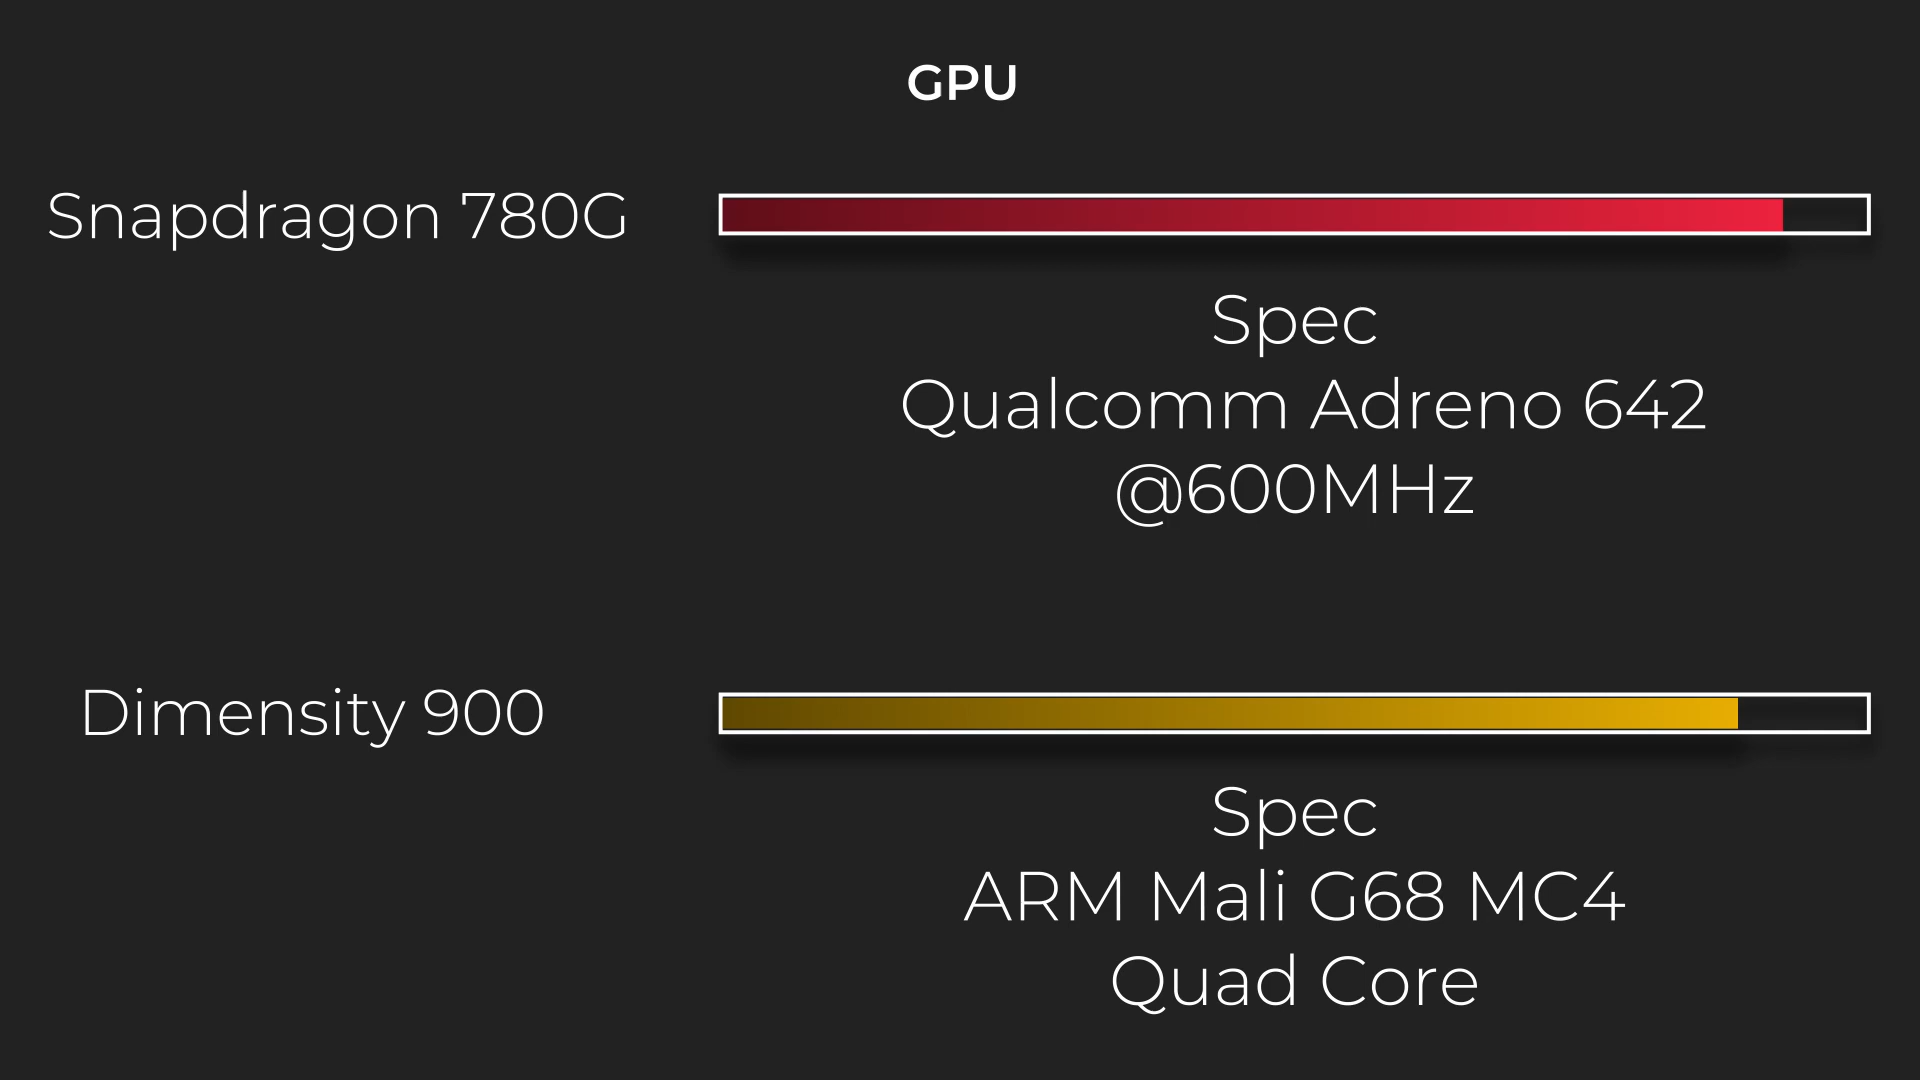 GPU
Snapdragon 780G
Spec
Qualcomm Adreno 642
@600MHz
Dimensity 900
Spec
ARM Mali G68 MC4
Quad Core